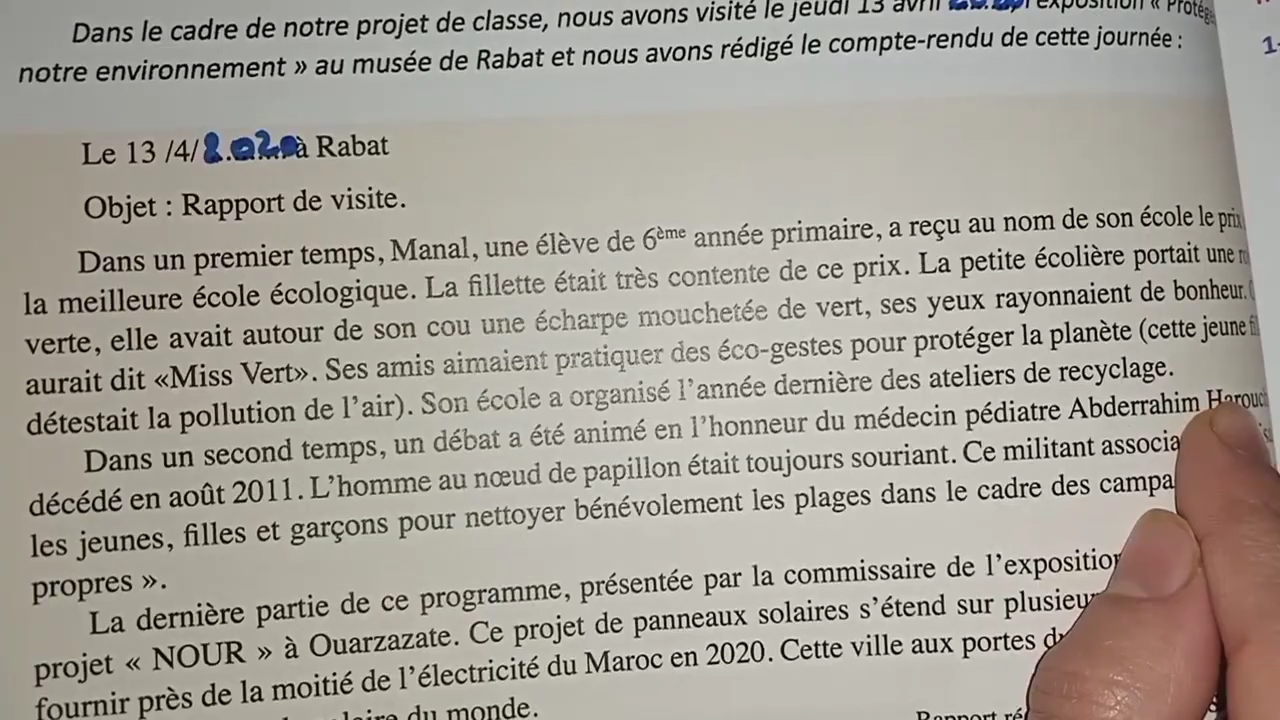 Dans le cadre de notre projet de classe, nous avons visité le jeudi 13 avril exposition « Protég
notre environnement » au musée de Rabat et nous avons rédigé le compte-rendu de cette journée :
1-
Le 13 /4/2020 à Rabat
Objet : Rapport de visite.
Dans un premier temps, Manal, une élève de 6ème année primaire, a reçu au nom de son école le prix
la meilleure école écologique. La fillette était très contente de ce prix. La petite écolière portait une
verte, elle avait autour de son cou une écharpe mouchetée de vert, ses yeux rayonnaient de bonheur.
aurait dit «Miss Vert». Ses amis aimaient pratiquer des éco-gestes pour protéger la planète (cette jeune
détestait la pollution de l'air). Son école a organisé l'année dernière des ateliers de recyclage.
Dans un second temps, un débat a été animé en l'honneur du médecin pédiatre Abderrahim Harouc
décédé en août 2011. L'homme au nœud de papillon était toujours souriant. Ce militant associa
les jeunes, filles et garçons pour nettoyer bénévolement les plages dans le cadre des campa
propres ».
La dernière partie de ce programme, présentée par la commissaire de l'exposition
projet « NOUR » à Ouarzazate. Ce projet de panneaux solaires s'étend sur plusieur
fournir près de la moitié de l'électricité du Maroc en 2020. Cette ville aux portes d
du monde.
Rapport ré